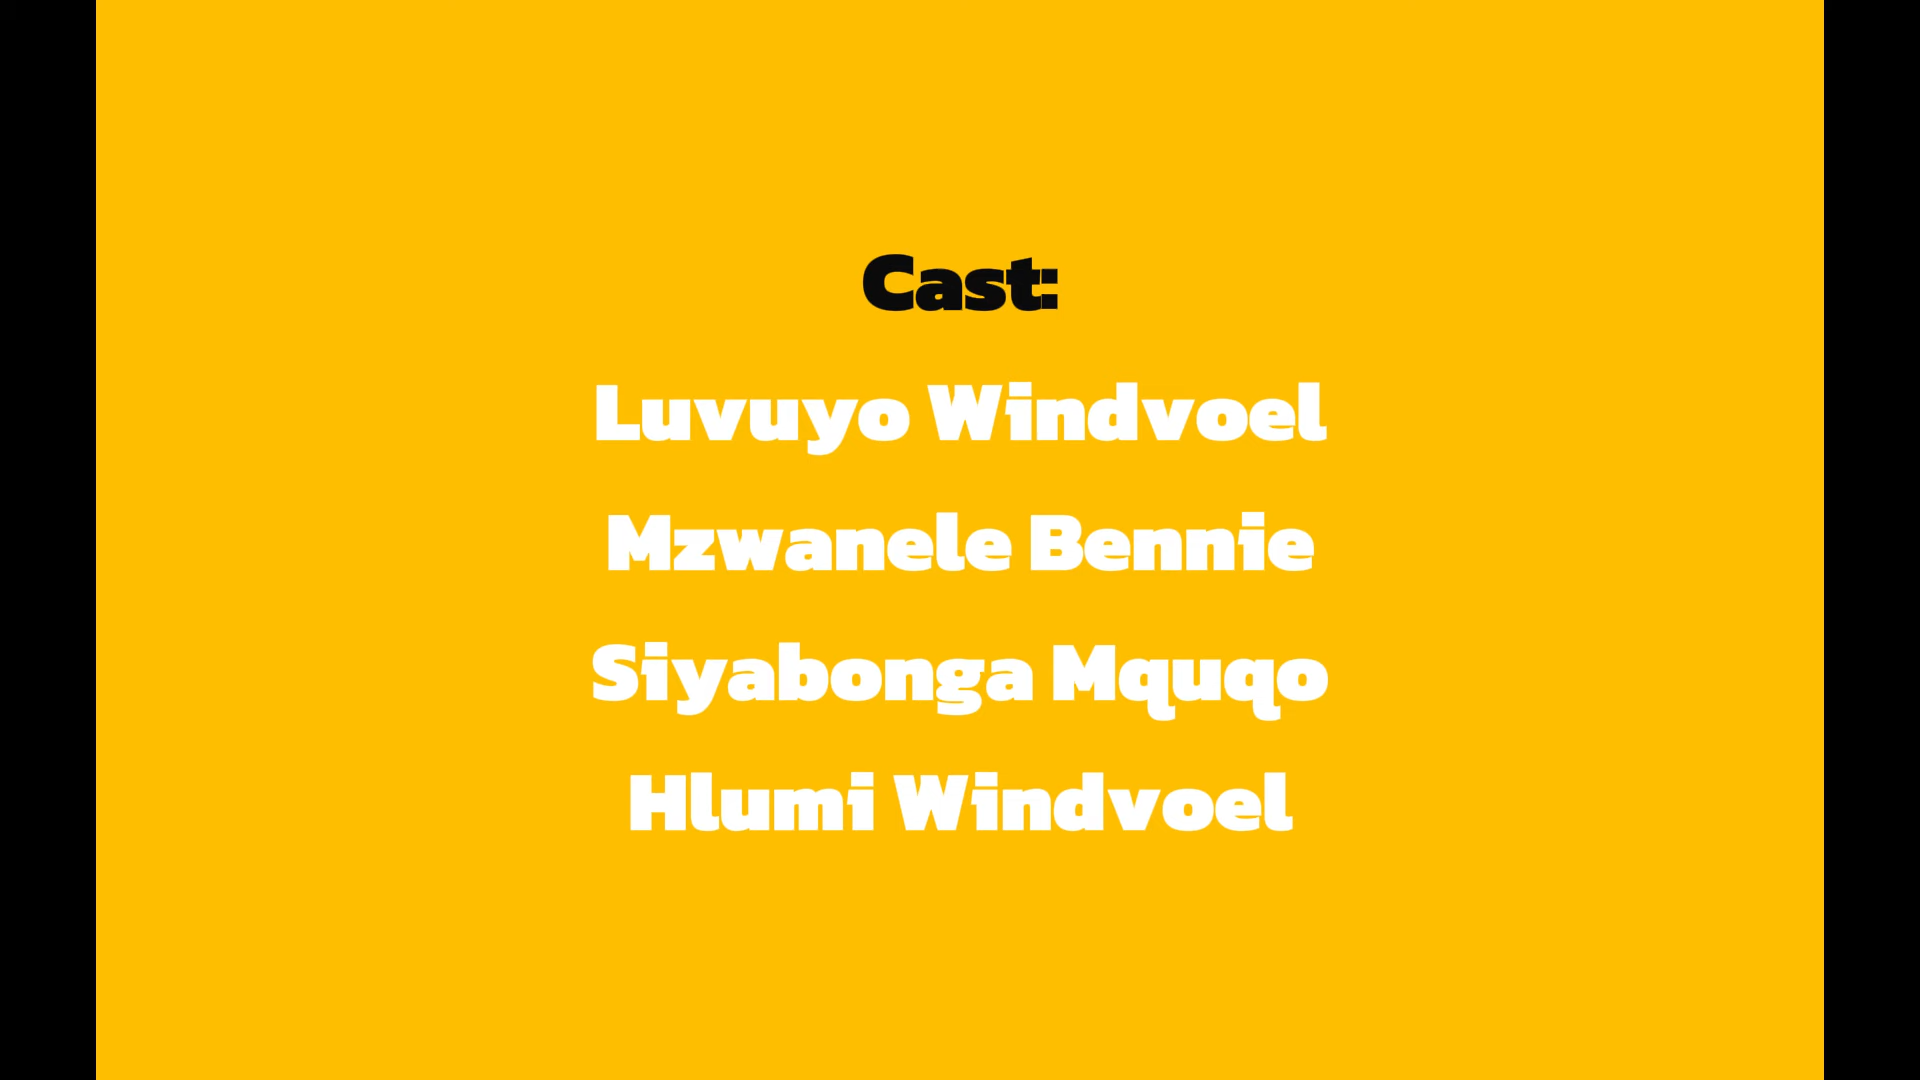 Cast:
Luvuyo Windvoel
Mzwanele Bennie
Siyabonga Mquqo
Hlumi Windvoel